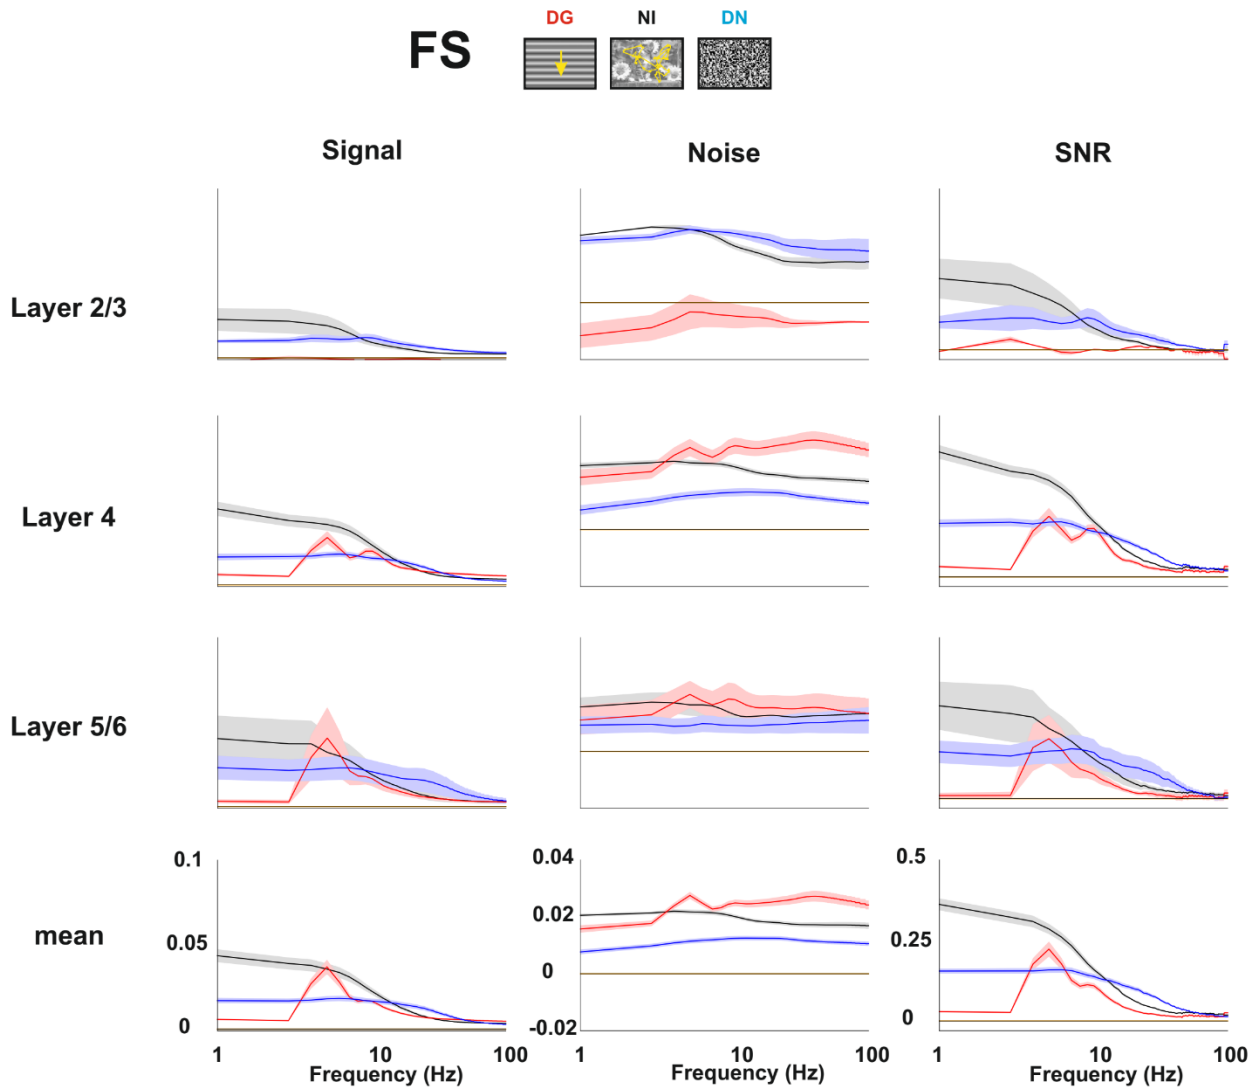 DG NI DN
FS
Signal Noise SNR
Layer 2/3
Layer 4
Layer 5/6
mean
0.1 0.04 0.5
0.05 0.02 0.25
0 0 0
-0.02
1 10 100 1 10 100 1 10 100
Frequency (Hz) Frequency (Hz) Frequency (Hz)